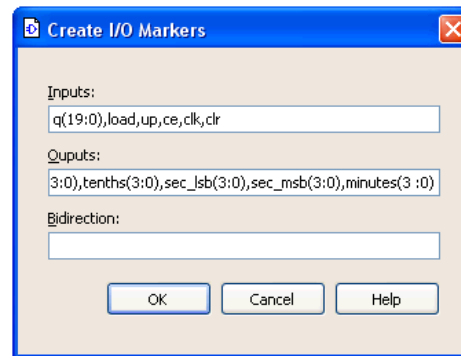 Create I/O Markers
Inputs:
q(19:0),load,up,ce,clk,clr
Ouputs:
3:0),tenths(3:0),sec_lsb(3:0),sec_msb(3:0),minutes(3 :0)
Bidirection:
OK Cancel Help